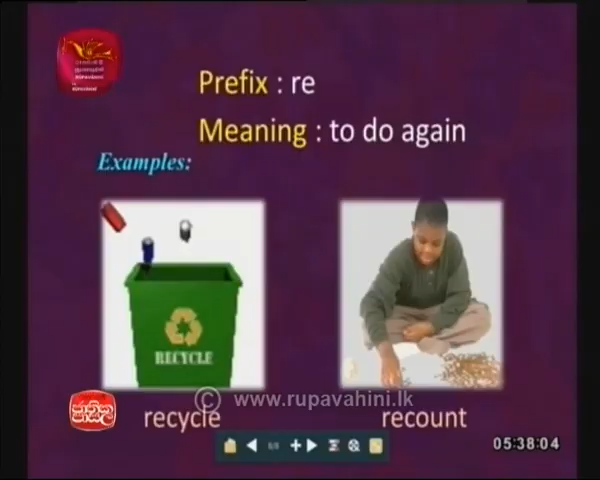 Prefix : re
Meaning : to do again
Examples:
RECYCLE
© www.rupavahini.lk
recycle
recount
05:38:04